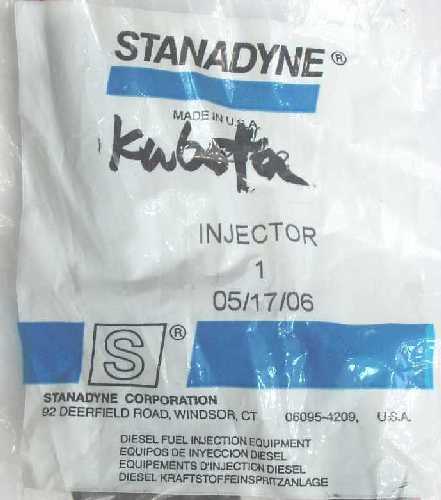 STANADYNE ®
MADE IN U.S.A.
Kubota
INJECTOR
1
05/17/06
S ®
STANADYNE CORPORATION
92 DEERFIELD ROAD, WINDSOR, CT 06095-4209, U.S.A.
DIESEL FUEL INJECTION EQUIPMENT
EQUIPOS DE INYECCION DIESEL
EQUIPEMENTS D'INJECTION DIESEL
DIESEL KRAFTSTOFFEINSPRITZANLAGE